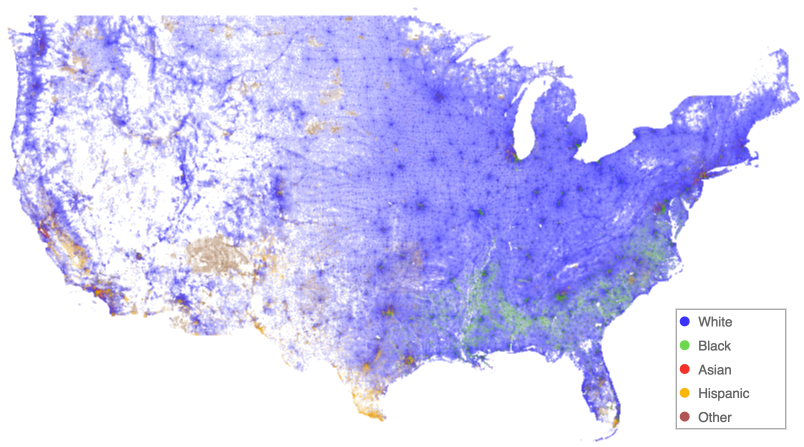 White
Black
Asian
Hispanic
Other